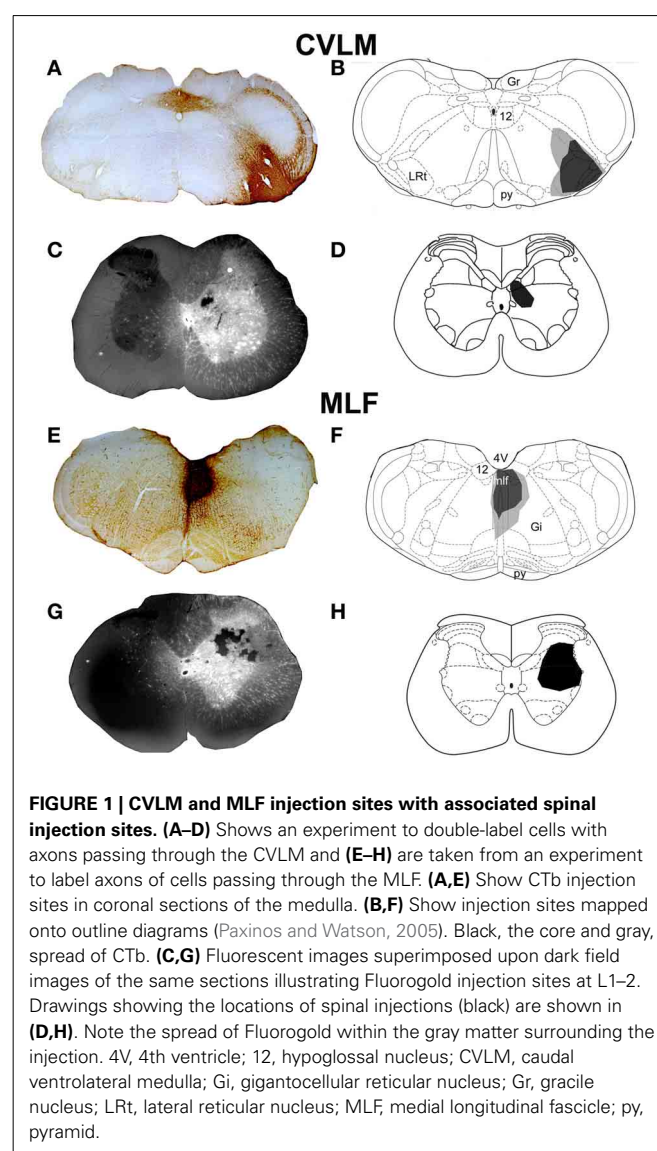 CVLM
A
B
Gr
12
LRt
py
C
D
MLF
E
F
4V
12
mlf
Gi
py
G
H
FIGURE 1 | CVLM and MLF injection sites with associated spinal
injection sites. (A–D) Shows an experiment to double-label cells with
axons passing through the CVLM and (E–H) are taken from an experiment
to label axons of cells passing through the MLF. (A,E) Show CTb injection
sites in coronal sections of the medulla. (B,F) Show injection sites mapped
onto outline diagrams (Paxinos and Watson, 2005). Black, the core and gray,
spread of CTb. (C,G) Fluorescent images superimposed upon dark field
images of the same sections illustrating Fluorogold injection sites at L1–2.
Drawings showing the locations of spinal injections (black) are shown in
(D,H). Note the spread of Fluorogold within the gray matter surrounding the
injection. 4V, 4th ventricle; 12, hypoglossal nucleus; CVLM, caudal
ventrolateral medulla; Gi, gigantocellular reticular nucleus; Gr, gracile
nucleus; LRt, lateral reticular nucleus; MLF, medial longitudinal fascicle; py,
pyramid.